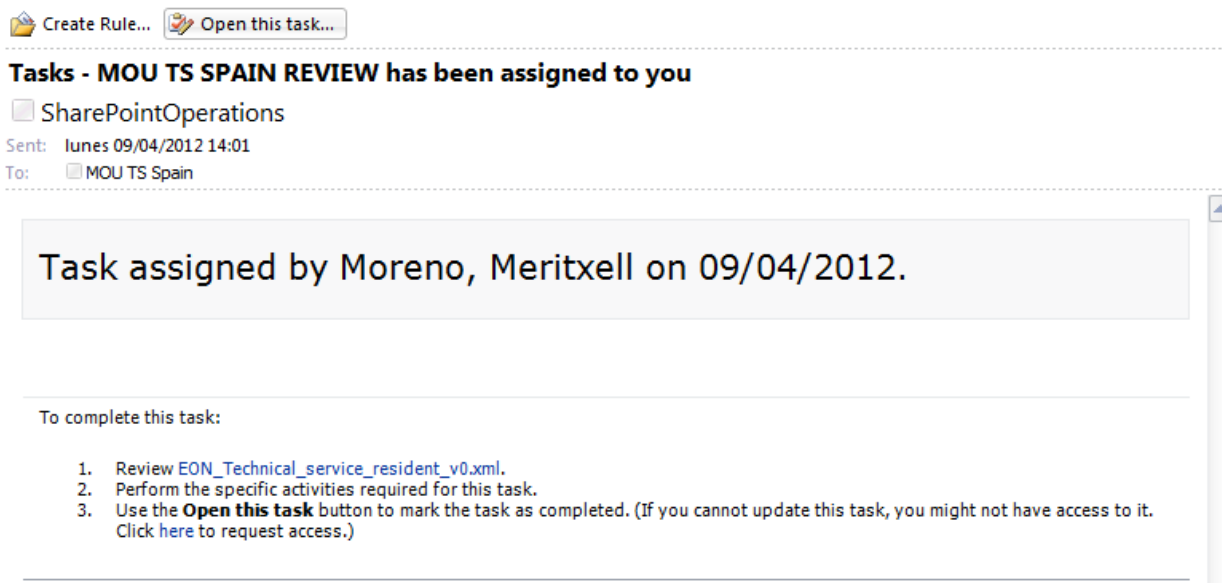 Create Rule... Open this task...
Tasks - MOU TS SPAIN REVIEW has been assigned to you
SharePointOperations
Sent: lunes 09/04/2012 14:01
To: MOU TS Spain
Task assigned by Moreno, Meritxell on 09/04/2012.
To complete this task:
1. Review EON_Technical_service_resident_v0.xml.
2. Perform the specific activities required for this task.
3. Use the Open this task button to mark the task as completed. (If you cannot update this task, you might not have access to it.
Click here to request access.)